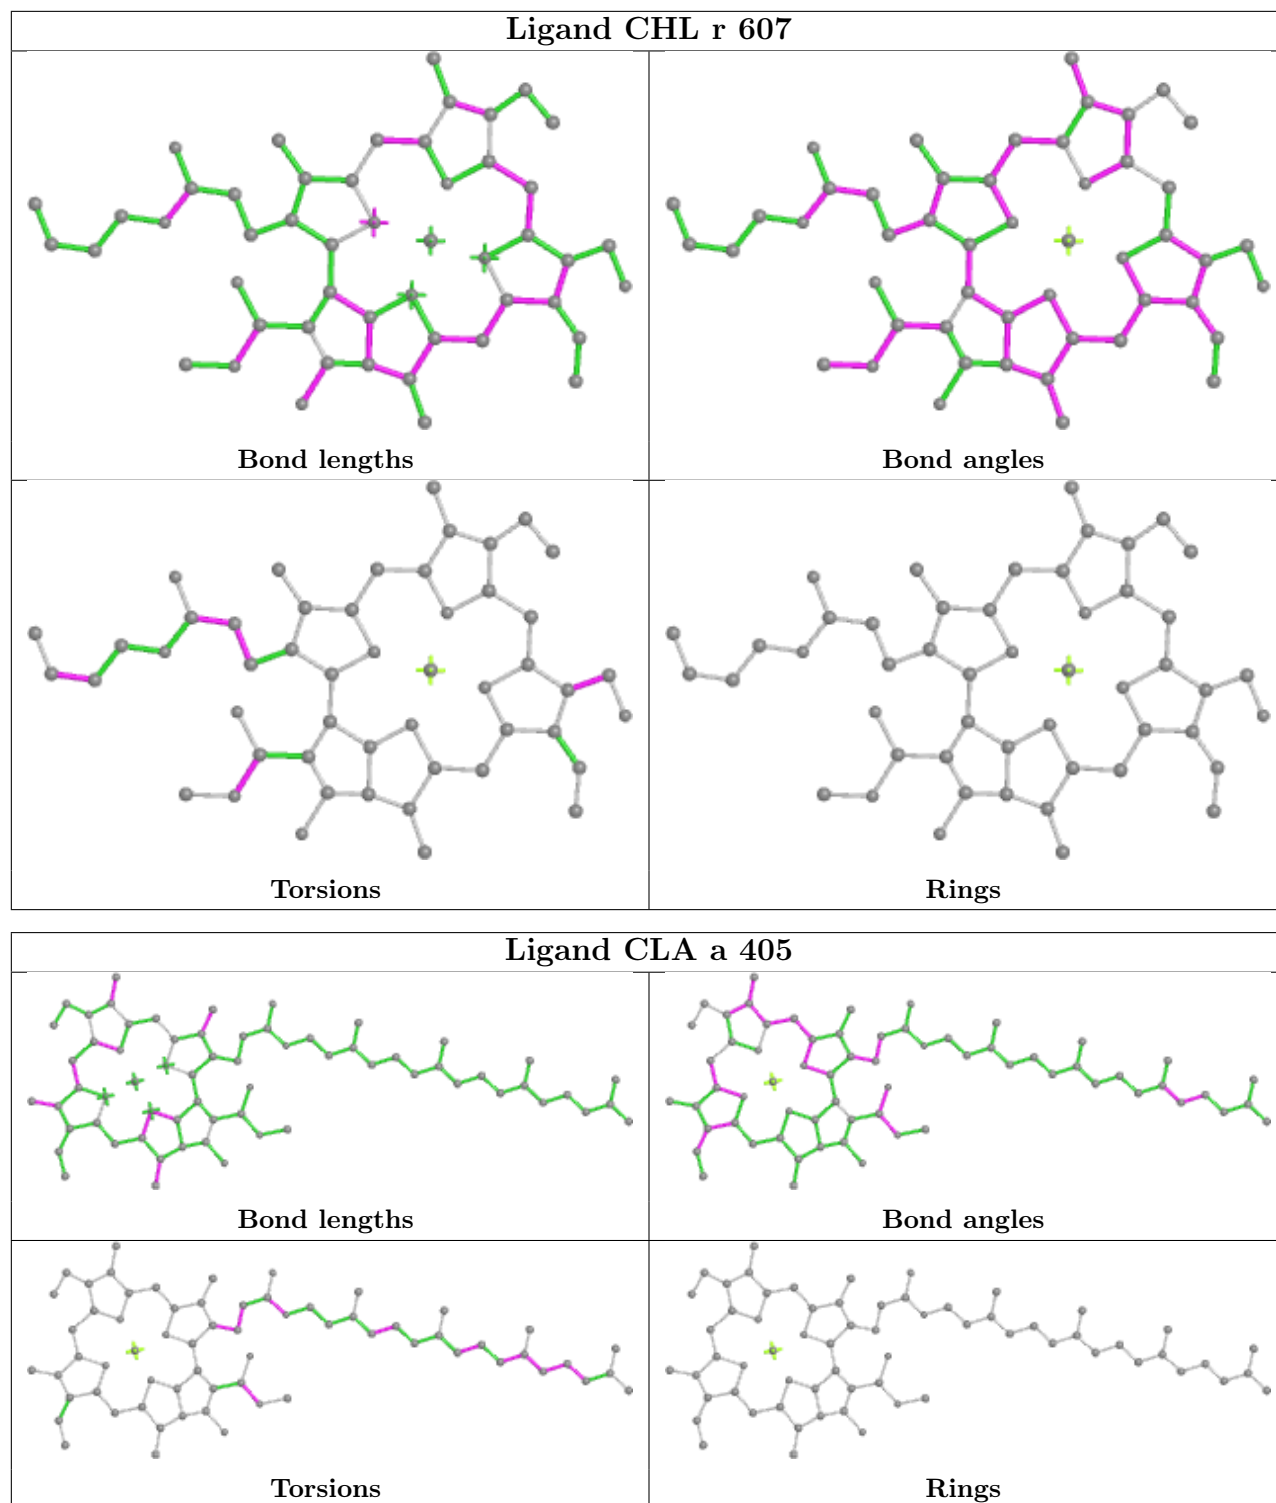 Ligand CHL r 607
Bond lengths
Bond angles
Torsions
Rings
Ligand CLA a 405
Bond lengths
Bond angles
Torsions
Rings